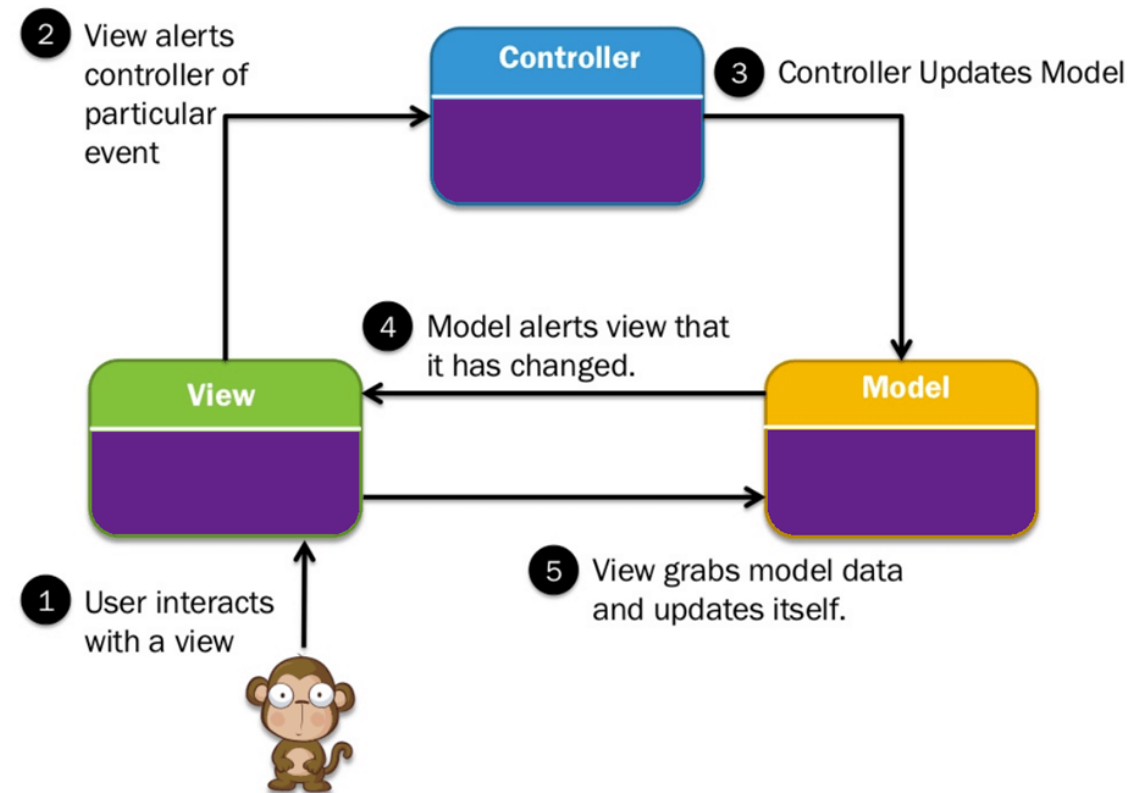 2
View alerts
controller of
particular
event
Controller
3
Controller Updates Model
4
Model alerts view that
it has changed.
View
Model
5
View grabs model data
and updates itself.
1
User interacts
with a view